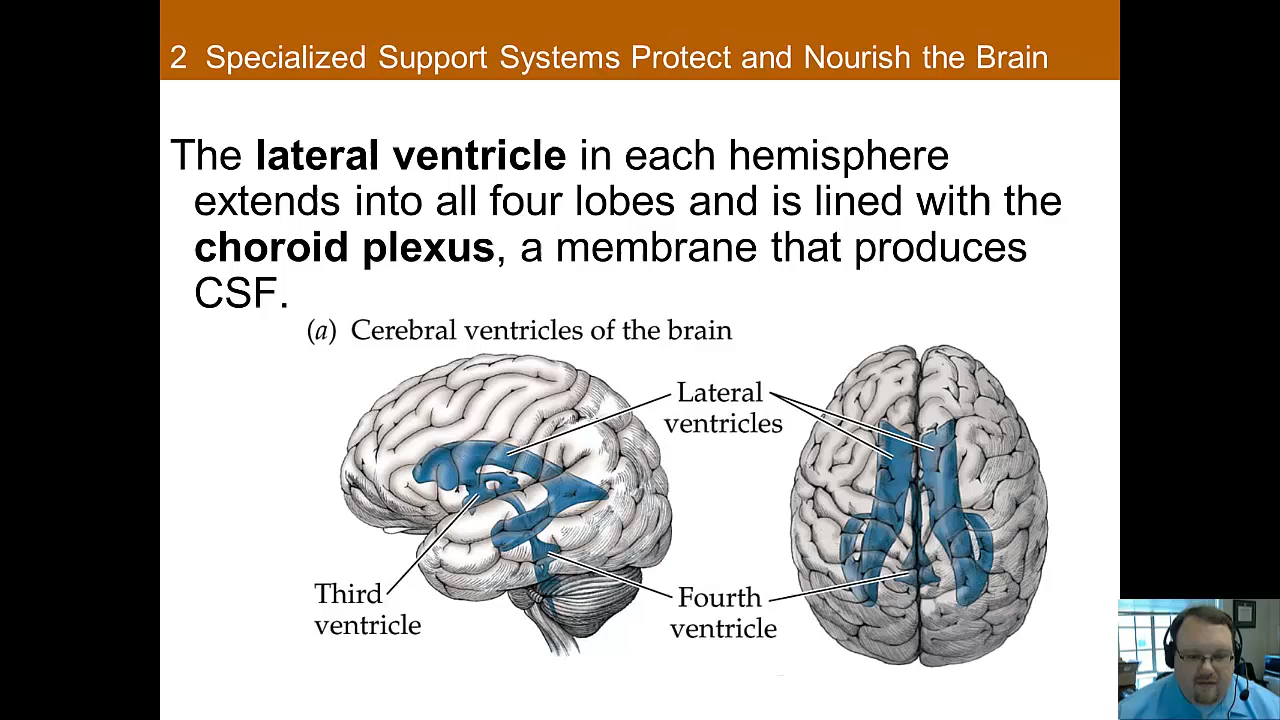 2 Specialized Support Systems Protect and Nourish the Brain
The lateral ventricle in each hemisphere
extends into all four lobes and is lined with the
choroid plexus, a membrane that produces
CSF.
(a) Cerebral ventricles of the brain
Lateral
ventricles
Third
ventricle
Fourth
ventricle